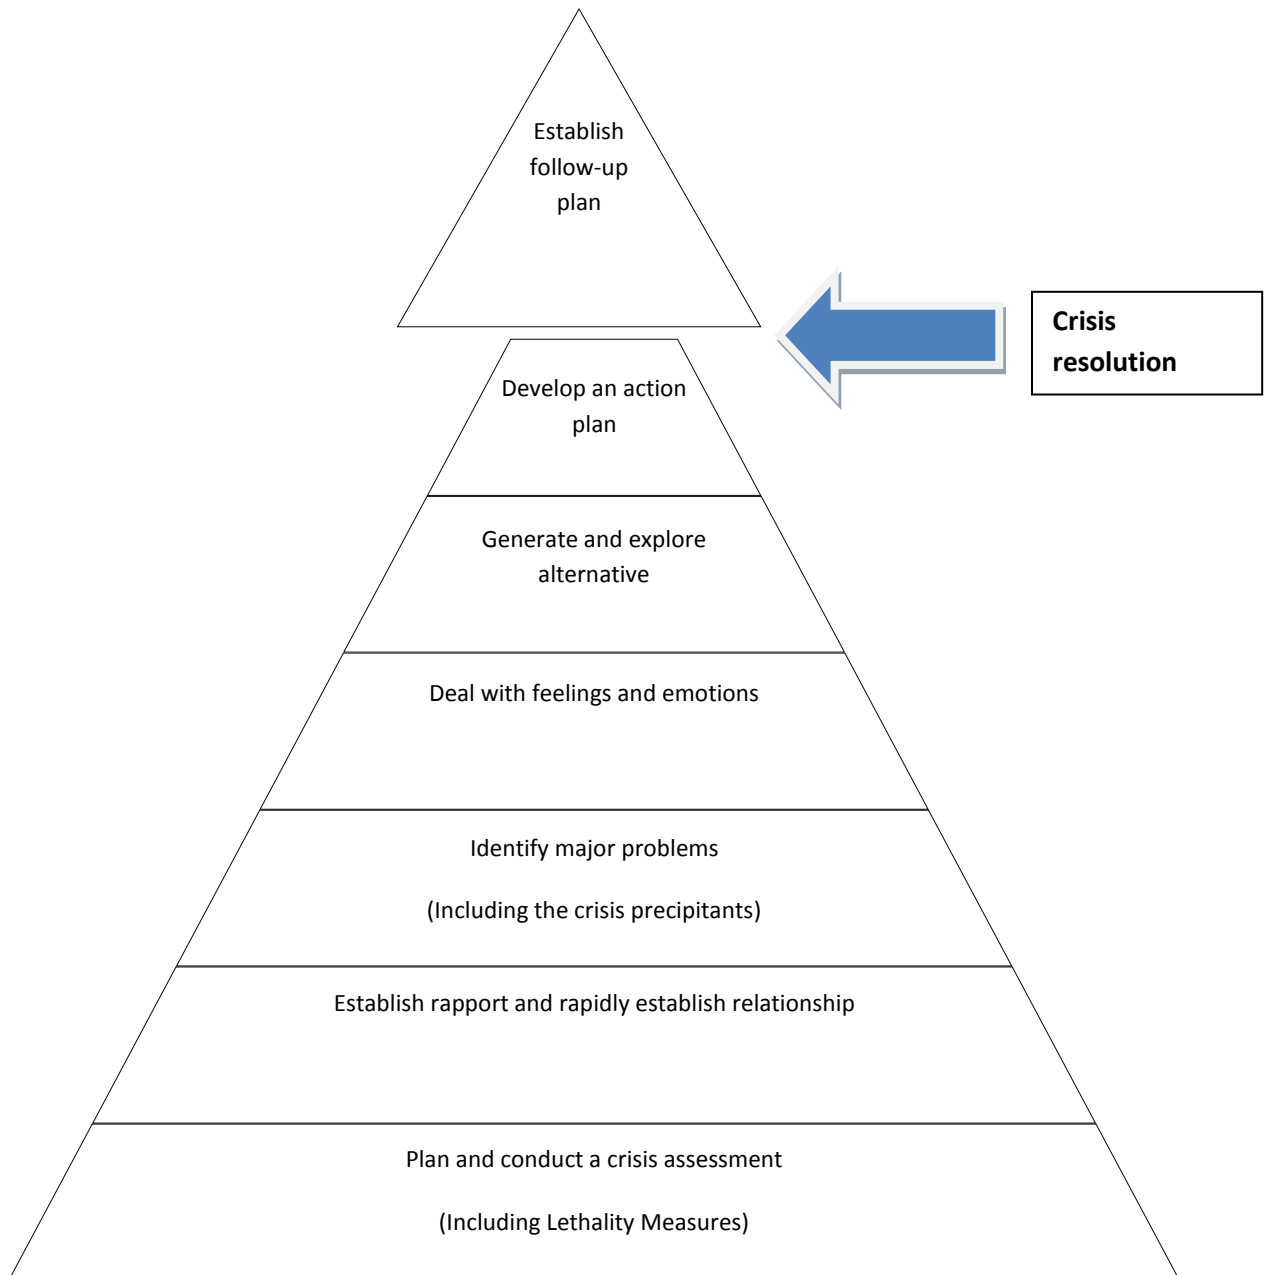 Establish
follow-up
plan
Crisis
resolution
Develop an action
plan
Generate and explore
alternative
Deal with feelings and emotions
Identify major problems
(Including the crisis precipitants)
Establish rapport and rapidly establish relationship
Plan and conduct a crisis assessment
(Including Lethality Measures)